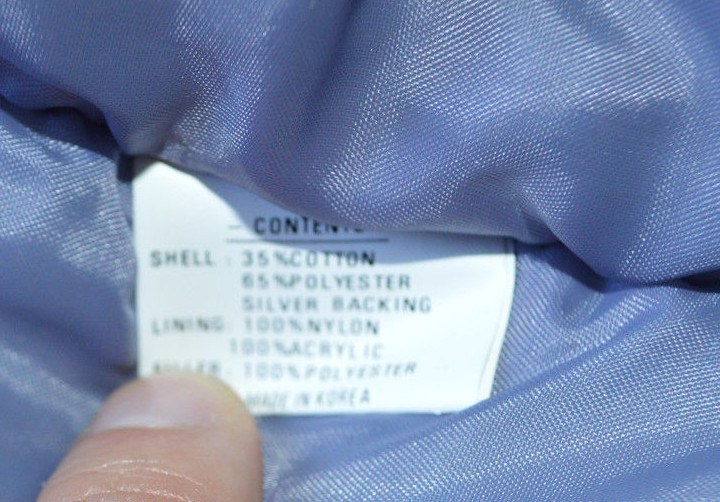 - CONTENTS
SHELL : 35%COTTON
65%POLYESTER
SILVER BACKING
LINING: 100%NYLON
100%ACRYLIC
FILLER : 100%POLYESTER
MADE IN KOREA